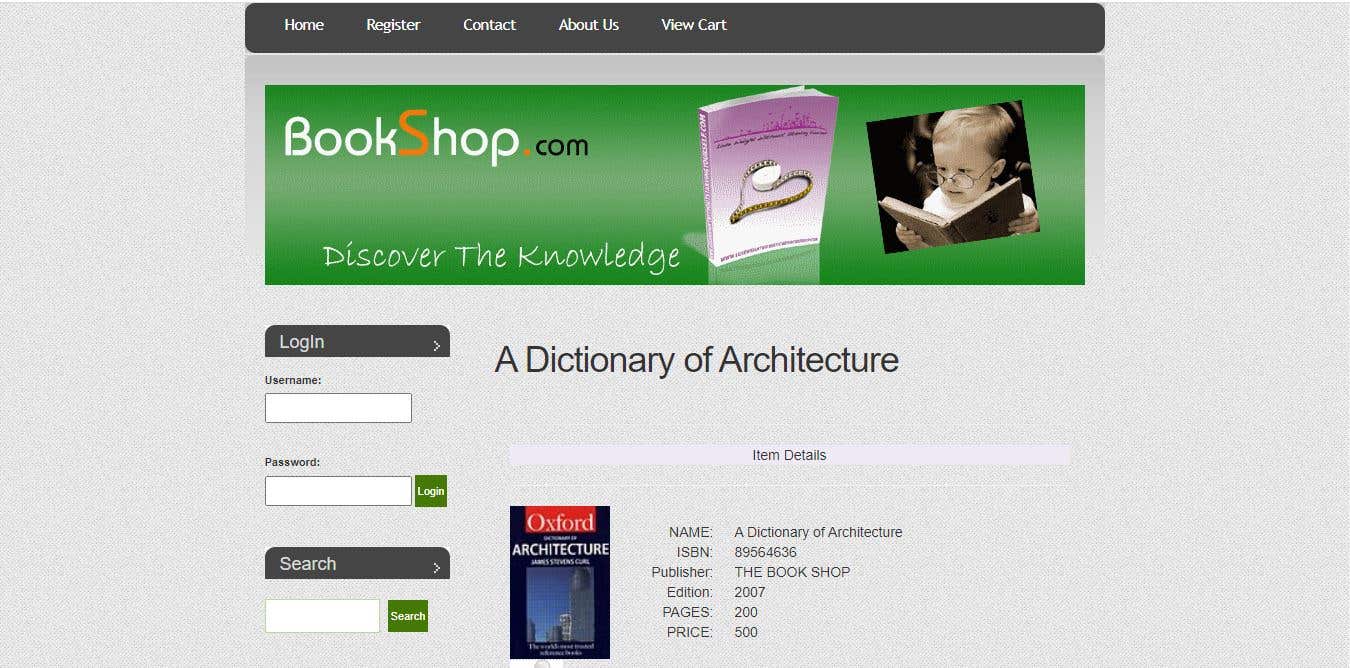 Home Register Contact About Us View Cart
BookShop.com
Discover The Knowledge
LogIn
Username:
Password:
Login
Search
Search
A Dictionary of Architecture
Item Details
Oxford
DICTIONARY OF
ARCHITECTURE
JAMES STEVENS CURL
The world's most trusted
reference books
NAME: A Dictionary of Architecture
ISBN: 89564636
Publisher: THE BOOK SHOP
Edition: 2007
PAGES: 200
PRICE: 500